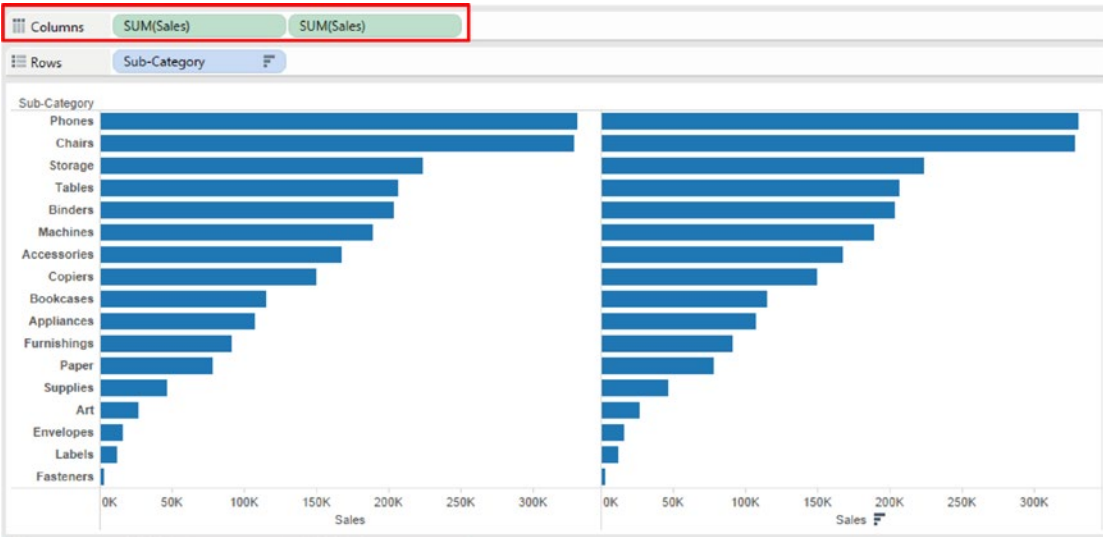 Columns SUM(Sales) SUM(Sales)
Rows Sub-Category
Sub-Category
Phones
Chairs
Storage
Tables
Binders
Machines
Accessories
Copiers
Bookcases
Appliances
Furnishings
Paper
Supplies
Art
Envelopes
Labels
Fasteners
0K 50K 100K 150K 200K 250K 300K 0K 50K 100K 150K 200K 250K 300K
Sales Sales